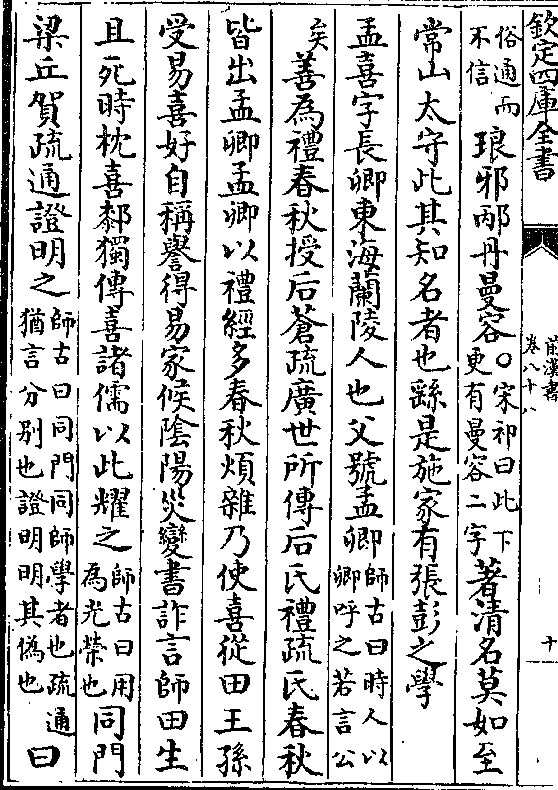 欽定四庫全書
前漢書
卷八十八
十
俗通而不信琅邪邴丹曼容○宋祁曰此下更有曼容二字著清名莫如至
常山太守此其知名者也繇是施家有張彭之學
孟喜字長卿東海蘭陵人也父號孟卿師古曰時人以卿呼之若言公
矣善為禮春秋授后蒼疏廣世所傳后氏禮疏氏春秋
皆出孟卿孟卿以禮經多春秋煩雜乃使喜從田王孫
受易喜好自稱譽得易家候陰陽災變書詐言師田生
且死時枕喜厀獨傳喜諸儒以此耀之師古曰用為光榮也同門
梁丘賀疏通證明之師古曰同門同師學者也疏通猶言分别也證明明其偽也曰